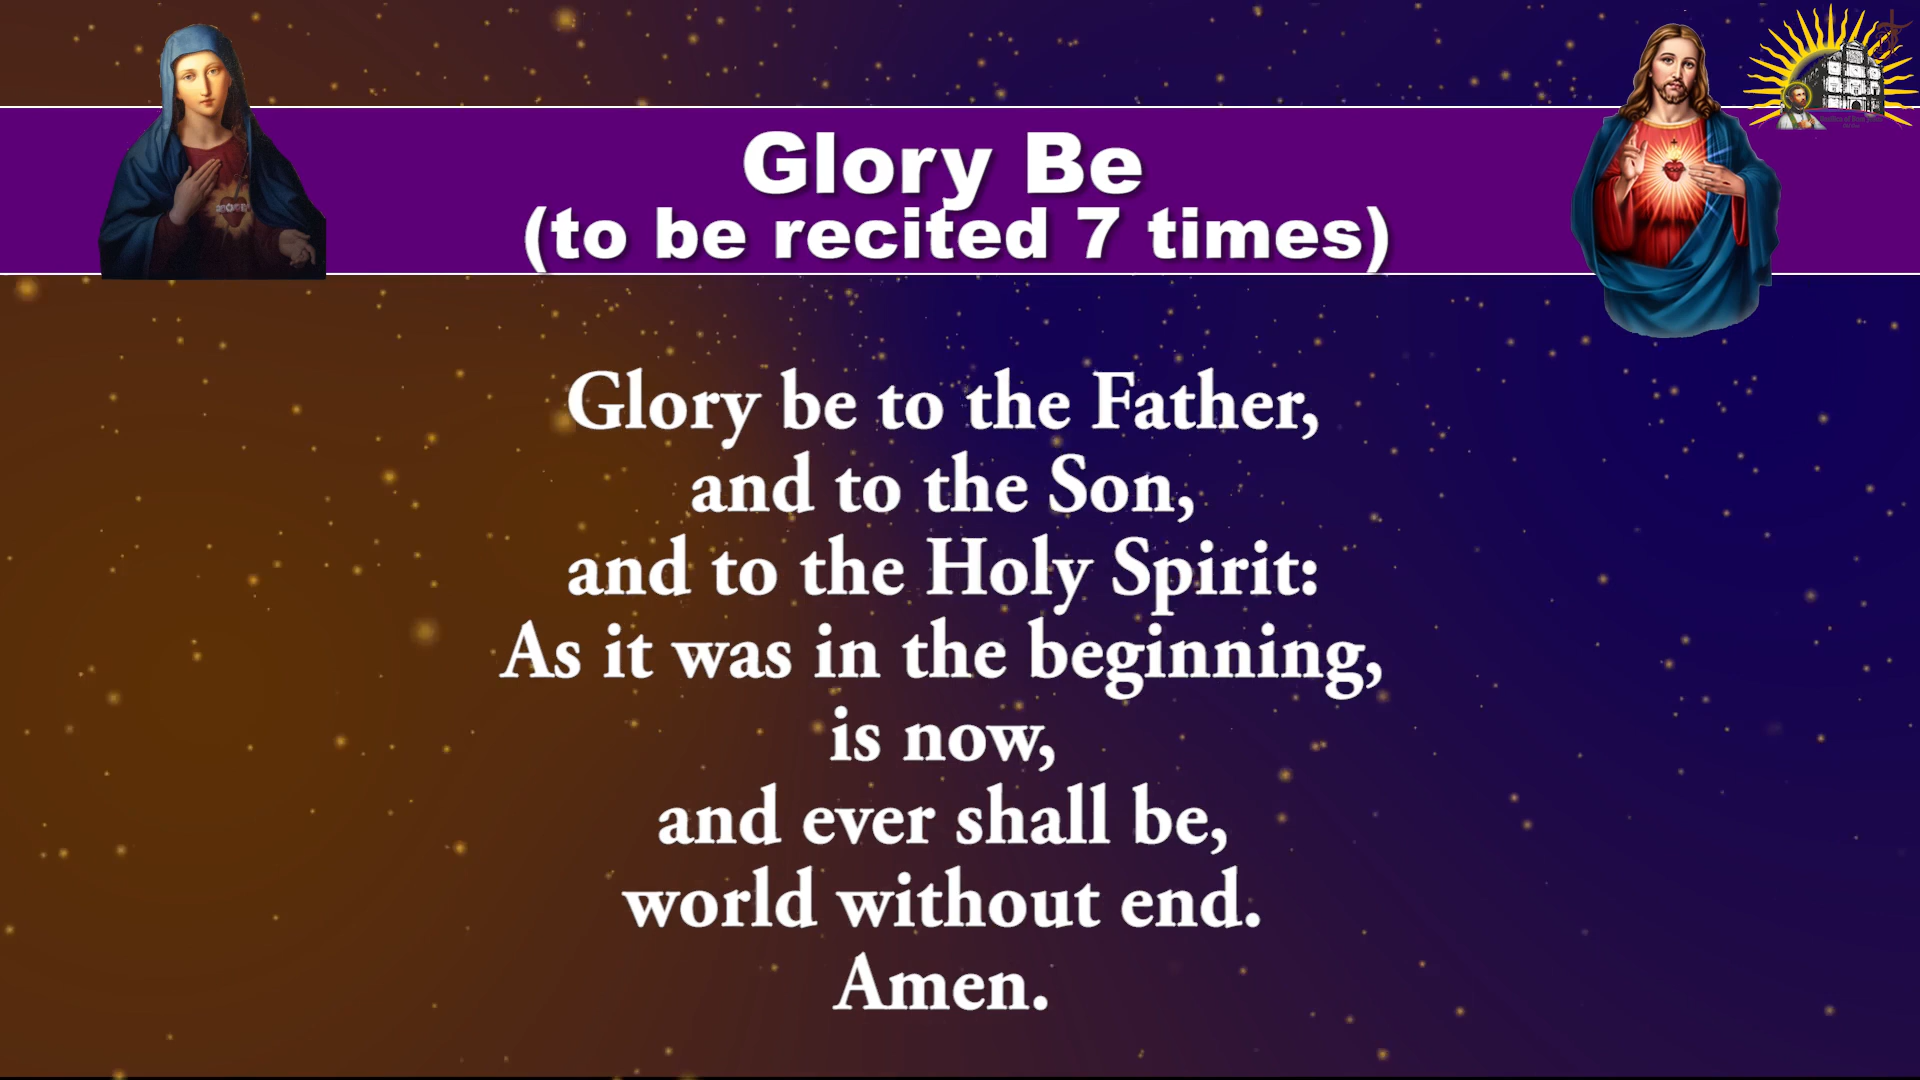 Glory Be
(to be recited 7 times)
Glory be to the Father,
and to the Son,
and to the Holy Spirit:
As it was in the beginning,
is now,
and ever shall be,
world without end.
Amen.